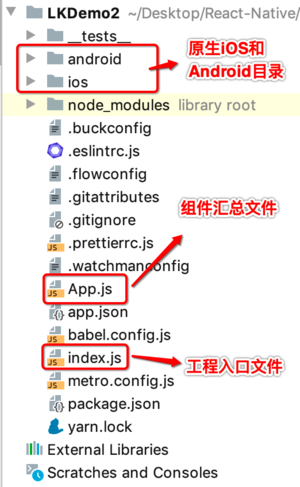 LKDemo2 ~/Desktop/React-Native/
__tests__
android
ios
原生iOS和
Android目录
node_modules library root
.buckconfig
.eslintrc.js
.flowconfig
.gitattributes
.gitignore
.prettierrc.js
.watchmanconfig
组件汇总文件
App.js
app.json
babel.config.js
index.js
工程入口文件
metro.config.js
package.json
yarn.lock
External Libraries
Scratches and Consoles